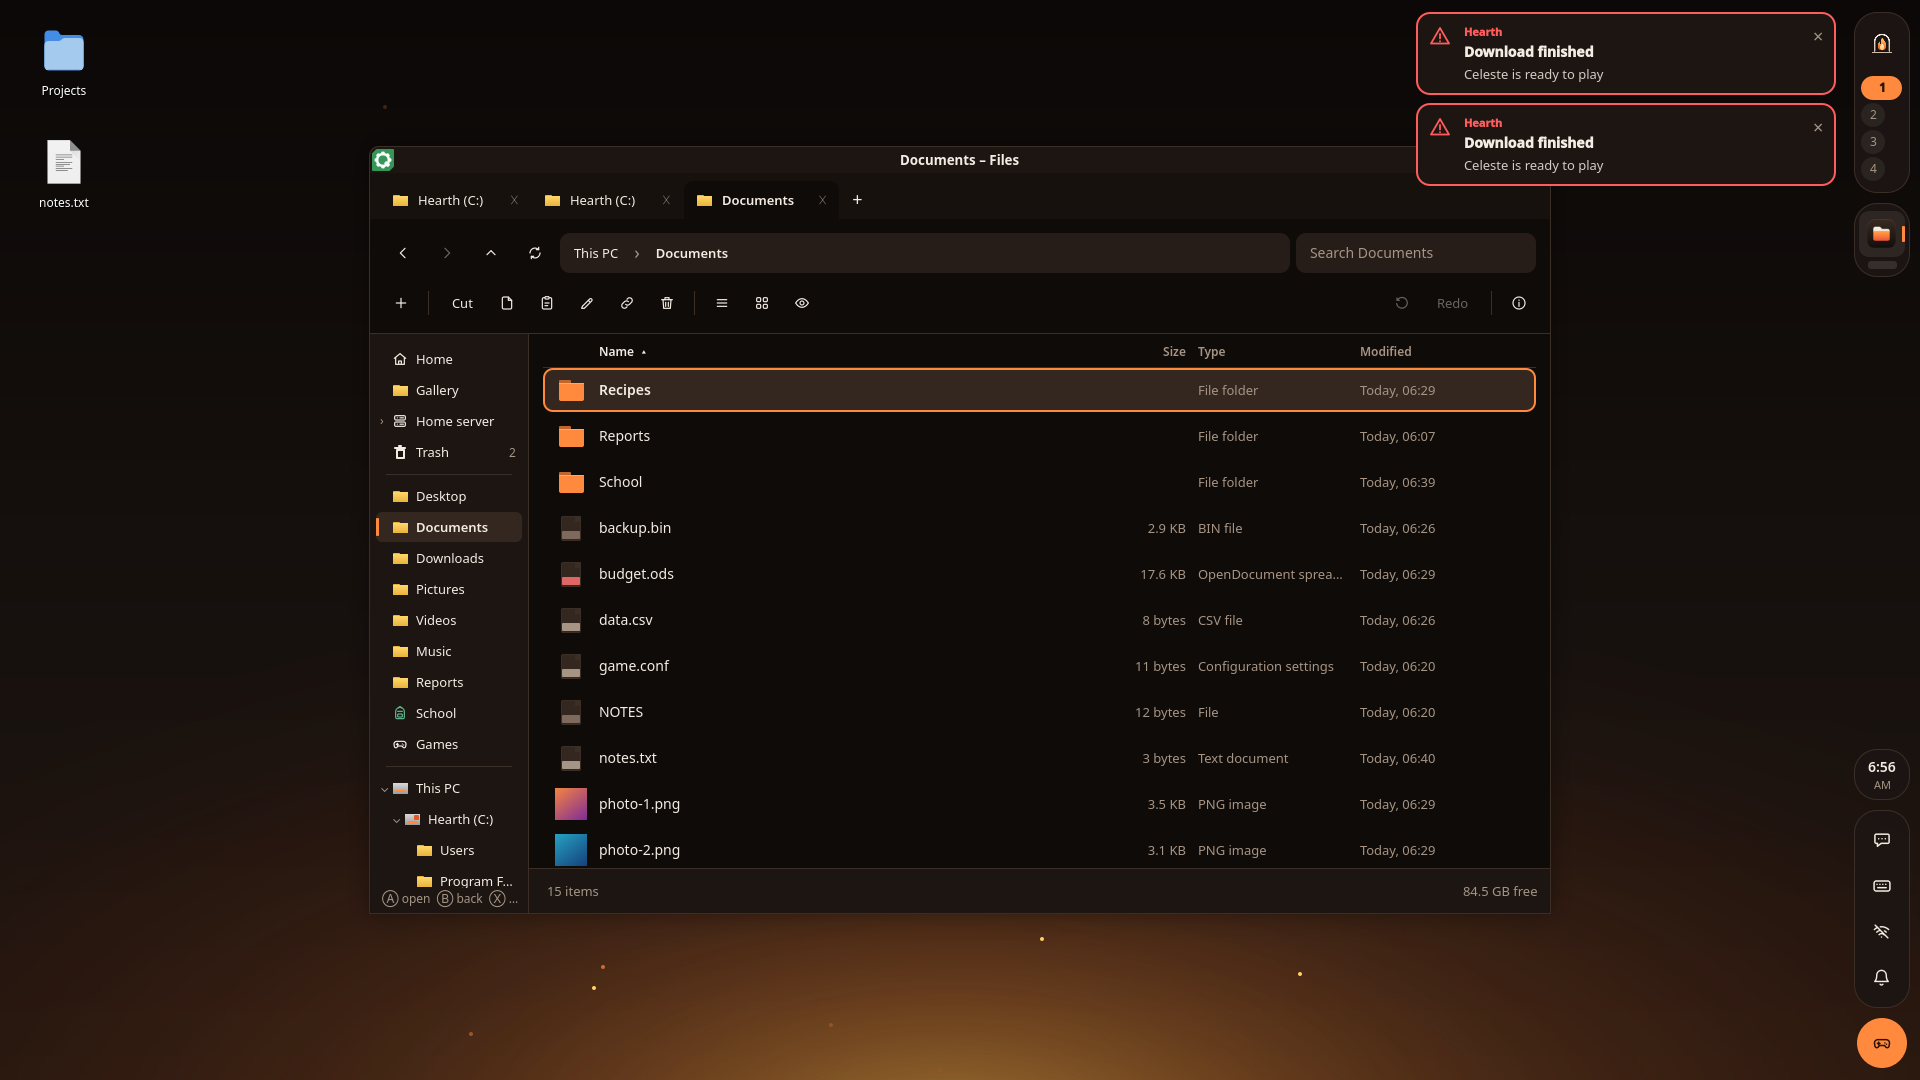 Projects
notes.txt
Hearth
Download finished
Celeste is ready to play
Hearth
Download finished
Celeste is ready to play
1
2
3
4
Documents – Files
Hearth (C:)
Hearth (C:)
Documents
This PC
Documents
Search Documents
Cut
Redo
Home
Gallery
Home server
Trash 2
Desktop
Documents
Downloads
Pictures
Videos
Music
Reports
School
Games
This PC
Hearth (C:)
Users
Program F...
A open B back X ...
Name Size Type Modified
Recipes File folder Today, 06:29
Reports File folder Today, 06:07
School File folder Today, 06:39
backup.bin 2.9 KB BIN file Today, 06:26
budget.ods 17.6 KB OpenDocument sprea... Today, 06:29
data.csv 8 bytes CSV file Today, 06:26
game.conf 11 bytes Configuration settings Today, 06:20
NOTES 12 bytes File Today, 06:20
notes.txt 3 bytes Text document Today, 06:40
photo-1.png 3.5 KB PNG image Today, 06:29
photo-2.png 3.1 KB PNG image Today, 06:29
15 items 84.5 GB free
6:56
AM